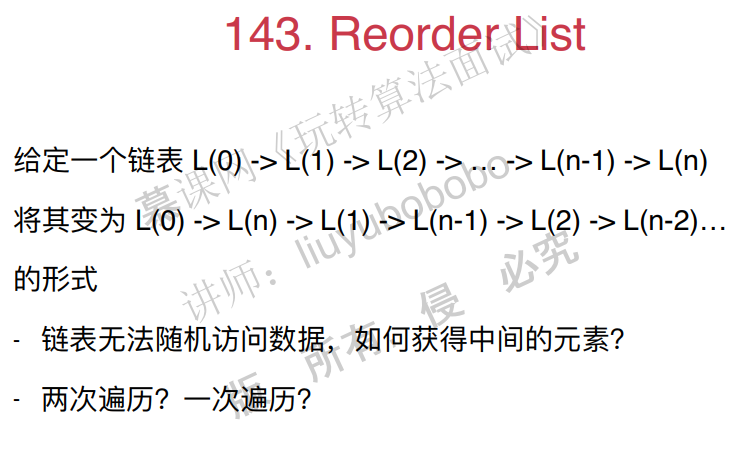 143. Reorder List
给定一个链表 L(0) -> L(1) -> L(2) -> … -> L(n-1) -> L(n)
将其变为 L(0) -> L(n) -> L(1) -> L(n-1) -> L(2) -> L(n-2)…
的形式
- 链表无法随机访问数据，如何获得中间的元素？
- 两次遍历？一次遍历？
慕课网《玩转算法面试》
讲师：liuyubobobo
版 所有 侵 必究